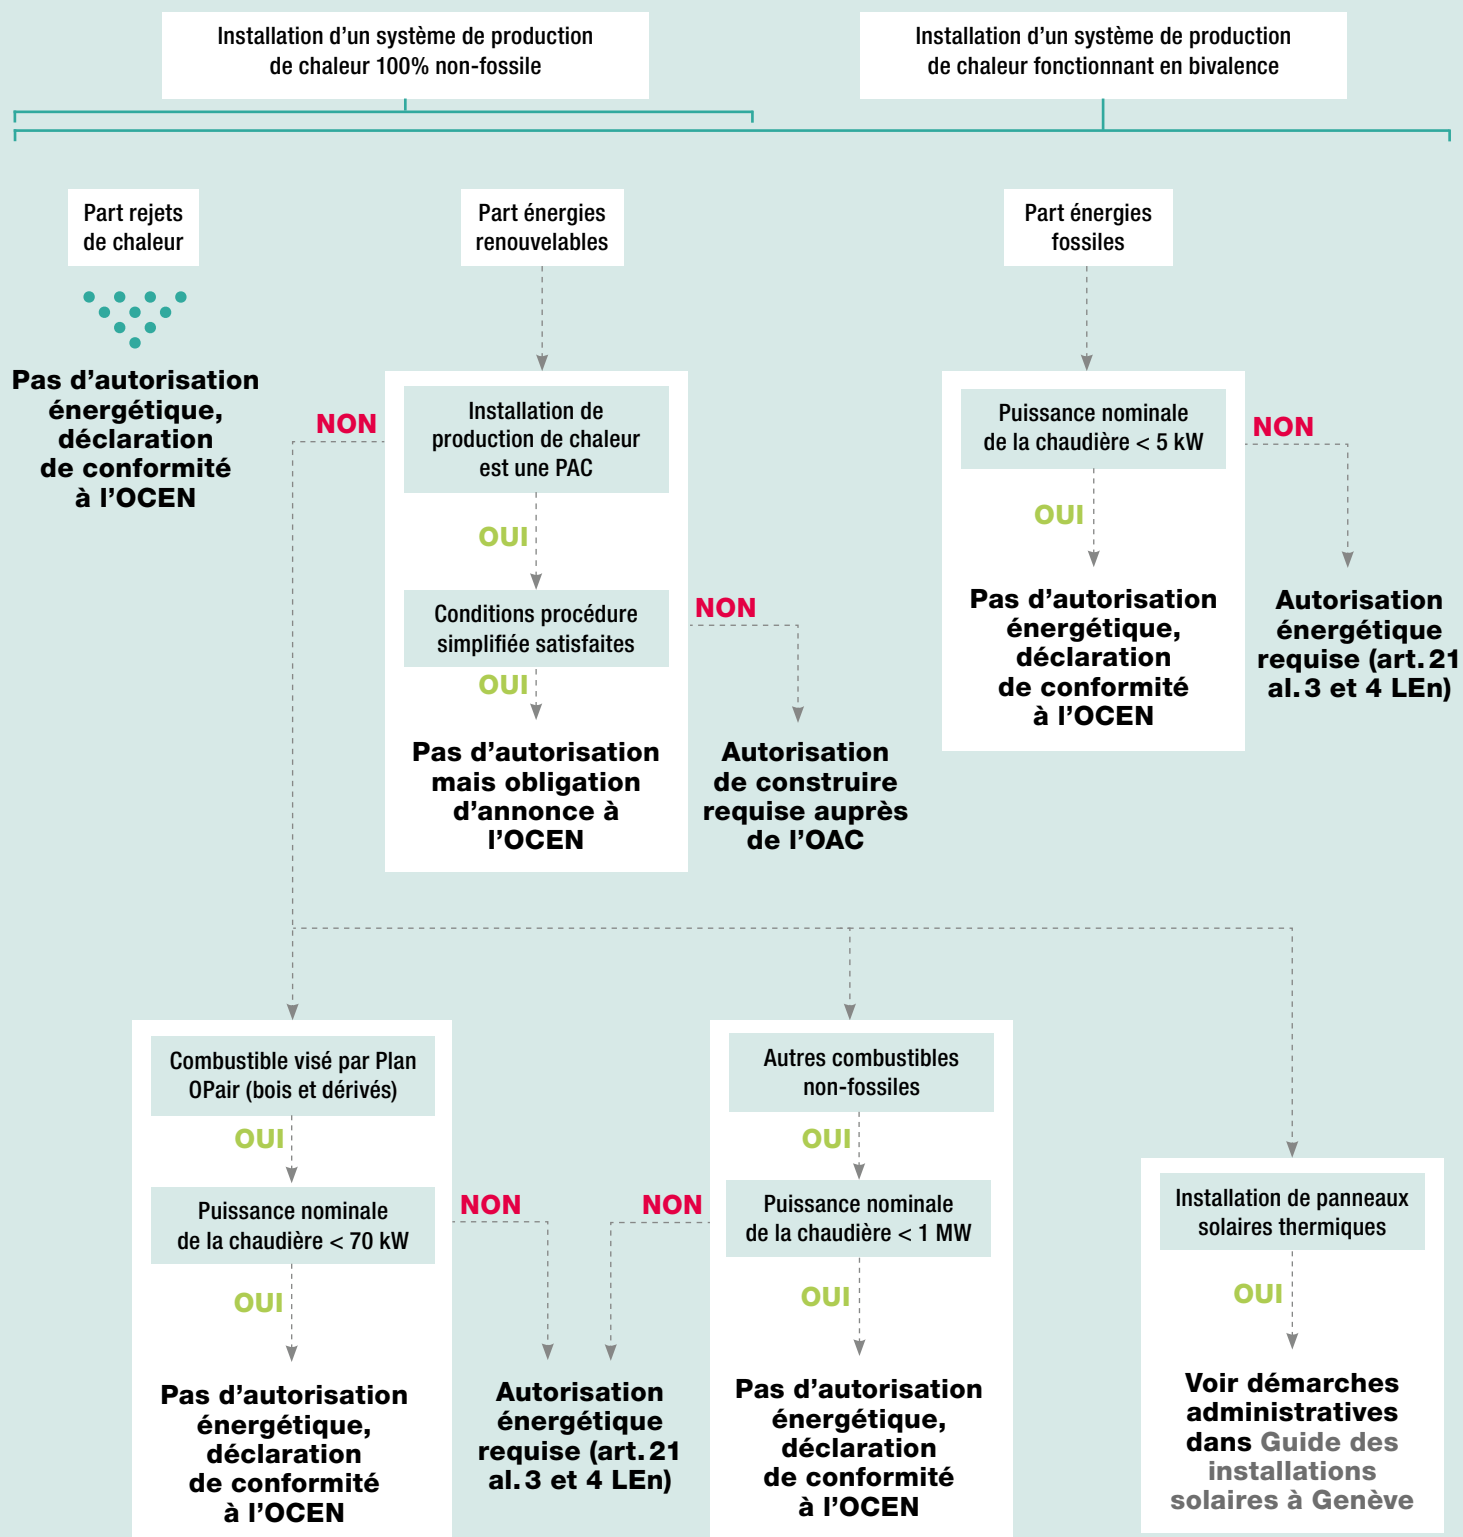 Installation d'un système de production
de chaleur 100% non-fossile
Installation d'un système de production
de chaleur fonctionnant en bivalence
Part rejets
de chaleur
Part énergies
renouvelables
Part énergies
fossiles
Pas d'autorisation
énergétique,
déclaration
de conformité
à l'OCEN
NON
Installation de
production de chaleur
est une PAC
OUI
Conditions procédure
simplifiée satisfaites
NON
OUI
Pas d'autorisation
mais obligation
d'annonce à
l'OCEN
Autorisation
de construire
requise auprès
de l'OAC
Puissance nominale
de la chaudière < 5 kW
NON
OUI
Pas d'autorisation
énergétique,
déclaration
de conformité
à l'OCEN
Autorisation
énergétique
requise (art. 21
al. 3 et 4 LEn)
Combustible visé par Plan
OPair (bois et dérivés)
OUI
Puissance nominale
de la chaudière < 70 kW
NON
OUI
Pas d'autorisation
énergétique,
déclaration
de conformité
à l'OCEN
Autorisation
énergétique
requise (art. 21
al. 3 et 4 LEn)
Autres combustibles
non-fossiles
OUI
NON
Puissance nominale
de la chaudière < 1 MW
OUI
Pas d'autorisation
énergétique,
déclaration
de conformité
à l'OCEN
Installation de panneaux
solaires thermiques
OUI
Voir démarches
administratives
dans Guide des
installations
solaires à Genève